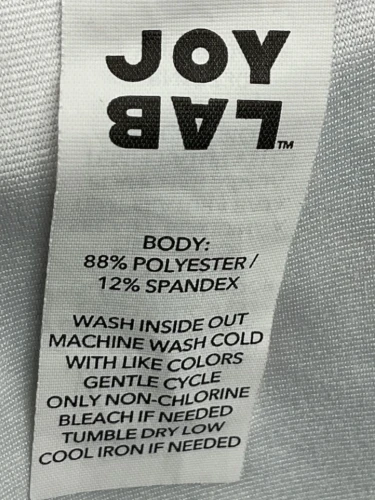 JOY
LAB™
BODY:
88% POLYESTER /
12% SPANDEX
WASH INSIDE OUT
MACHINE WASH COLD
WITH LIKE COLORS
GENTLE CYCLE
ONLY NON-CHLORINE
BLEACH IF NEEDED
TUMBLE DRY LOW
COOL IRON IF NEEDED